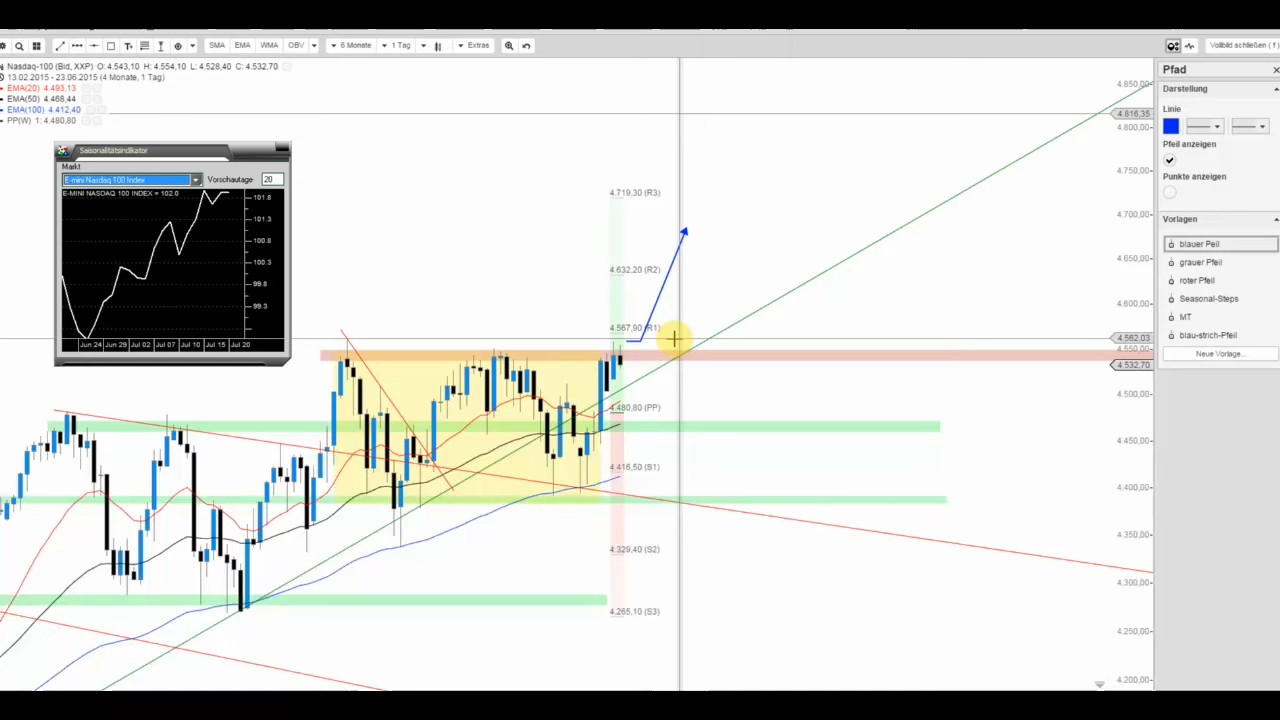 SMA EMA WMA OBV 6 Monate 1 Tag Extras Vollbild schließen ( f )
Nasdaq-100 (Bid, XXP) O: 4.543,10 H: 4.554,10 L: 4.528,40 C: 4.532,70
13.02.2015 - 23.06.2015 (4 Monate, 1 Tag)
EMA(20) 4.493,13
EMA(50) 4.468,44
EMA(100) 4.412,40
PP(W) 1: 4.480,80
Saisonalitätsindikator
Markt
E-mini Nasdaq 100 Index Vorschautage 20
E-MINI NASDAQ 100 INDEX = 102.0
101.8
101.3
100.8
100.3
99.8
99.3
Jun 24 Jun 29 Jul 02 Jul 07 Jul 10 Jul 15 Jul 20
4.719,30 (R3)
4.632,20 (R2)
4.567,90 (R1)
4.480,80 (PP)
4.416,50 (S1)
4.329,40 (S2)
4.265,10 (S3)
4.850,00
4.816,35
4.800,00
4.750,00
4.700,00
4.650,00
4.600,00
4.562,03
4.550,00
4.532,70
4.500,00
4.450,00
4.400,00
4.350,00
4.300,00
4.250,00
4.200,00
Pfad
Darstellung
Linie
Pfeil anzeigen
Punkte anzeigen
Vorlagen
blauer Peil
grauer Pfeil
roter Pfeil
Seasonal-Steps
MT
blau-strich-Pfeil
Neue Vorlage...